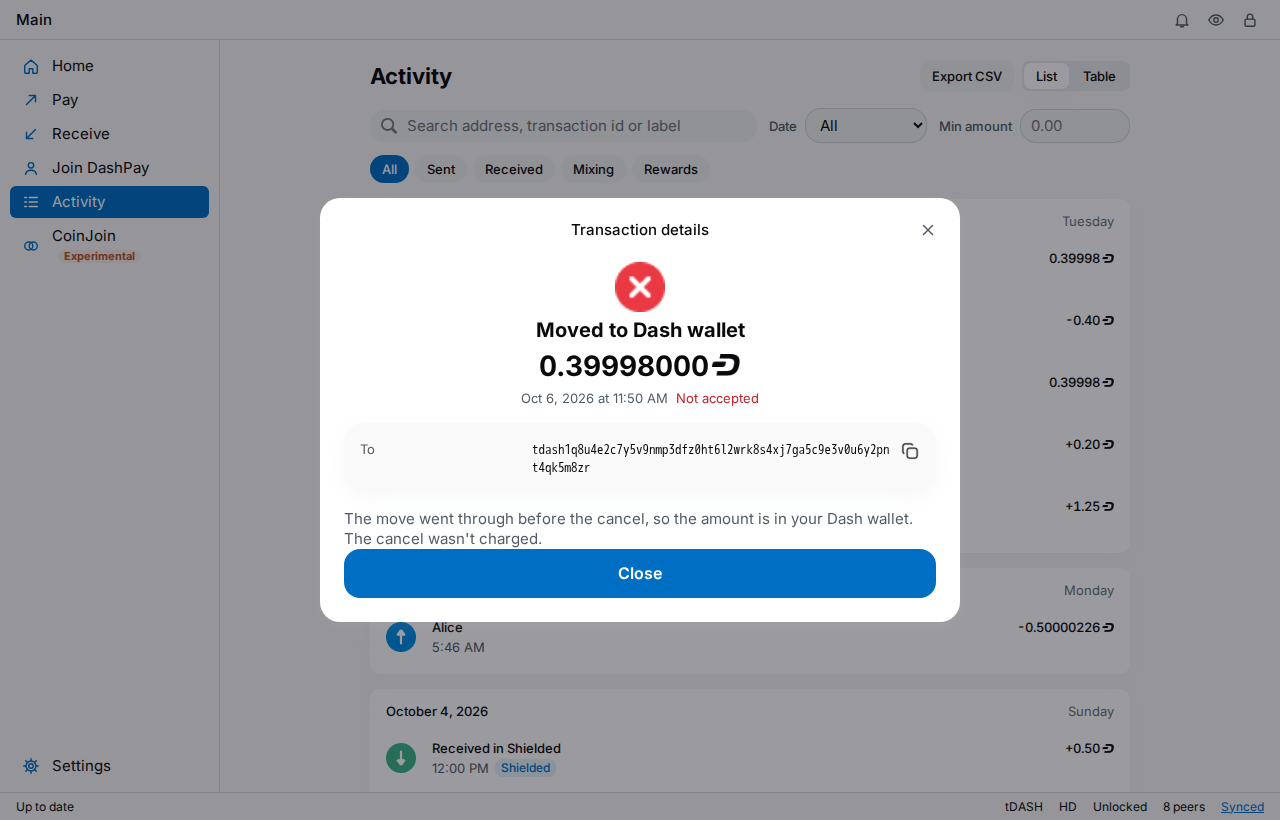 Main
Home
Pay
Receive
Join DashPay
Activity
CoinJoin
Experimental
Settings
Activity
Export CSV
List
Table
Search address, transaction id or label
Date
All
Min amount
0.00
All
Sent
Received
Mixing
Rewards
Tuesday
0.39998
-0.40
0.39998
+0.20
+1.25
Transaction details
Moved to Dash wallet
0.39998000
Oct 6, 2026 at 11:50 AM Not accepted
To
tdash1q8u4e2c7y5v9nmp3dfz0ht6l2wrk8s4xj7ga5c9e3v0u6y2pn
t4qk5m8zr
The move went through before the cancel, so the amount is in your Dash wallet.
The cancel wasn't charged.
Close
Monday
Alice
-0.50000226
5:46 AM
October 4, 2026
Sunday
Received in Shielded
+0.50
12:00 PM Shielded
Up to date
tDASH
HD
Unlocked
8 peers
Synced